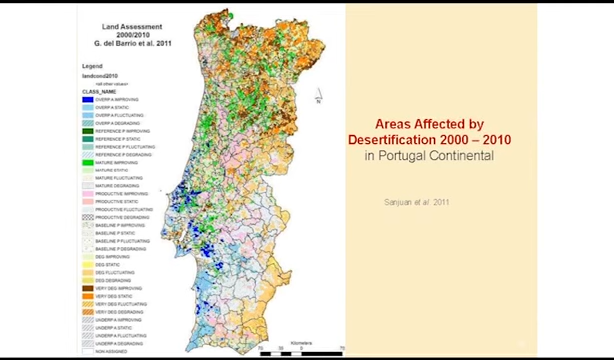 Land Assessment
2000/2010
G. del Barrio et al. 2011
Legend
landcond2010
CLASS_NAME
OVERP A IMPROVING
OVERP A STATIC
OVERP A FLUCTUATING
OVERP A DEGRADING
REFERENCE P IMPROVING
REFERENCE P STATIC
REFERENCE P FLUCTUATING
REFERENCE P DEGRADING
MATURE IMPROVING
MATURE STATIC
MATURE FLUCTUATING
MATURE DEGRADING
PRODUCTIVE IMPROVING
PRODUCTIVE STATIC
PRODUCTIVE FLUCTUATING
PRODUCTIVE DEGRADING
BASELINE P IMPROVING
BASELINE P STATIC
BASELINE P FLUCTUATING
BASELINE P DEGRADING
DEG IMPROVING
DEG STATIC
DEG FLUCTUATING
DEG DEGRADING
VERY DEG IMPROVING
VERY DEG STATIC
VERY DEG FLUCTUATING
VERY DEG DEGRADING
UNDERP A IMPROVING
UNDERP A STATIC
UNDERP A FLUCTUATING
UNDERP A DEGRADING
NON ASSIGNED
N
Kilometers
Areas Affected by
Desertification 2000 – 2010
in Portugal Continental
Sanjuan et al. 2011